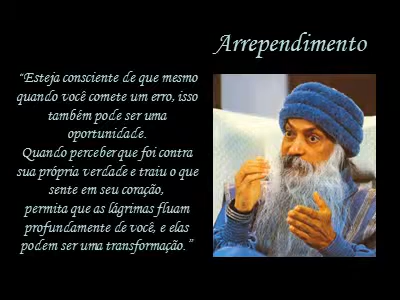 Arrependimento
“Esteja consciente de que mesmo
quando você comete um erro, isso
também pode ser uma
oportunidade.
Quando perceber que foi contra
sua própria verdade e traiu o que
sente em seu coração,
permita que as lágrimas fluam
profundamente de você, e elas
podem ser uma transformação.”